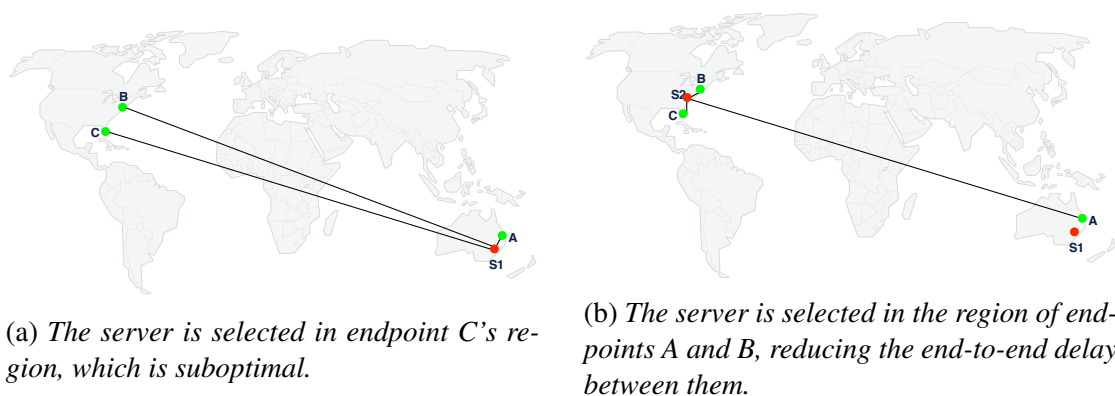 B
C
A
S1
(a) The server is selected in endpoint C's re-
gion, which is suboptimal.
B
S2
C
A
S1
(b) The server is selected in the region of end-
points A and B, reducing the end-to-end delay
between them.